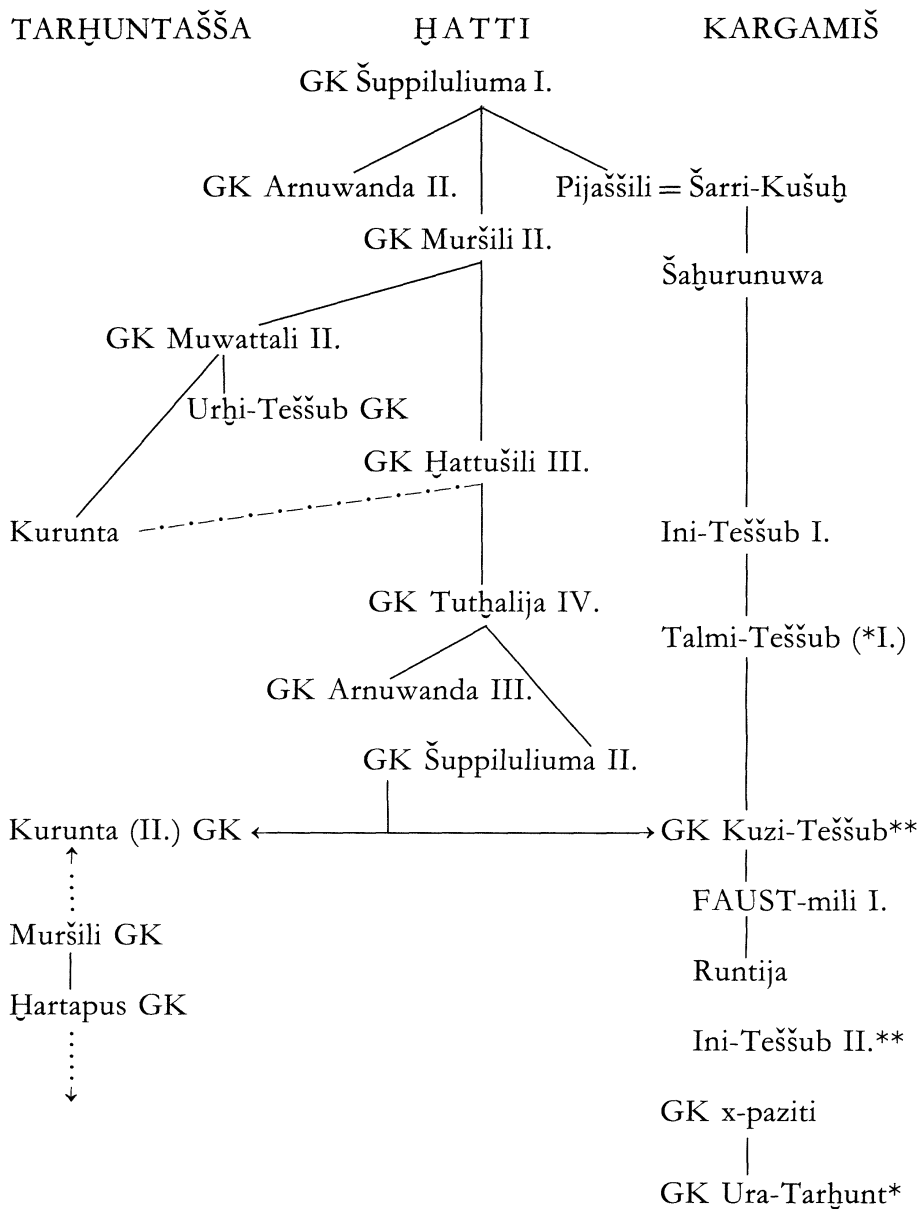 TARḪUNTAŠŠA ḪATTI KARGAMIŠ
GK Šuppiluliuma I.
GK Arnuwanda II. Pijaššili = Šarri-Kušuḫ
GK Muršili II.
Šaḫurunuwa
GK Muwattali II.
Urḫi-Teššub GK
GK Ḫattušili III.
Kurunta Ini-Teššub I.
GK Tutḫalija IV.
Talmi-Teššub (*I.)
GK Arnuwanda III.
GK Šuppiluliuma II.
Kurunta (II.) GK GK Kuzi-Teššub**
FAUST-mili I.
Muršili GK
Runtija
Ḫartapus GK
Ini-Teššub II.**
GK x-paziti
GK Ura-Tarḫunt*